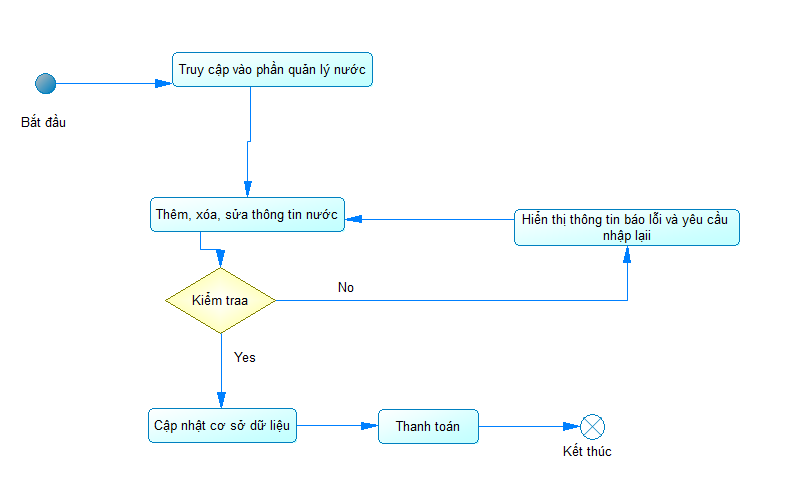 Truy cập vào phần quản lý nước
Bắt đầu
Thêm, xóa, sửa thông tin nước
Hiển thị thông tin báo lỗi và yêu cầu
nhập lạii
Kiểm traa
No
Yes
Cập nhật cơ sở dữ liệu
Thanh toán
Kết thúc